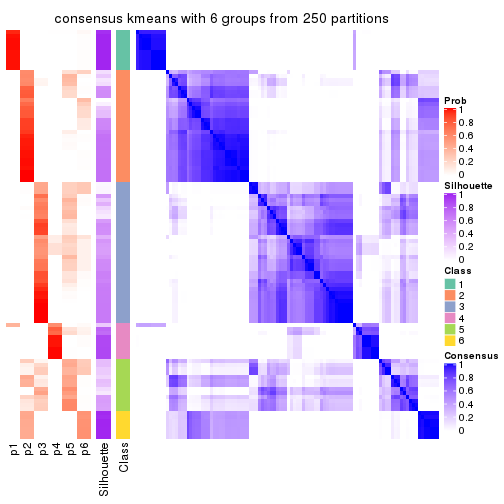 consensus kmeans with 6 groups from 250 partitions
Prob
1
0.8
0.6
0.4
0.2
0
Silhouette
1
0.8
0.6
0.4
0.2
0
Class
1
2
3
4
5
6
Consensus
1
0.8
0.6
0.4
0.2
0
p1
p2
p3
p4
p5
p6
Silhouette
Class